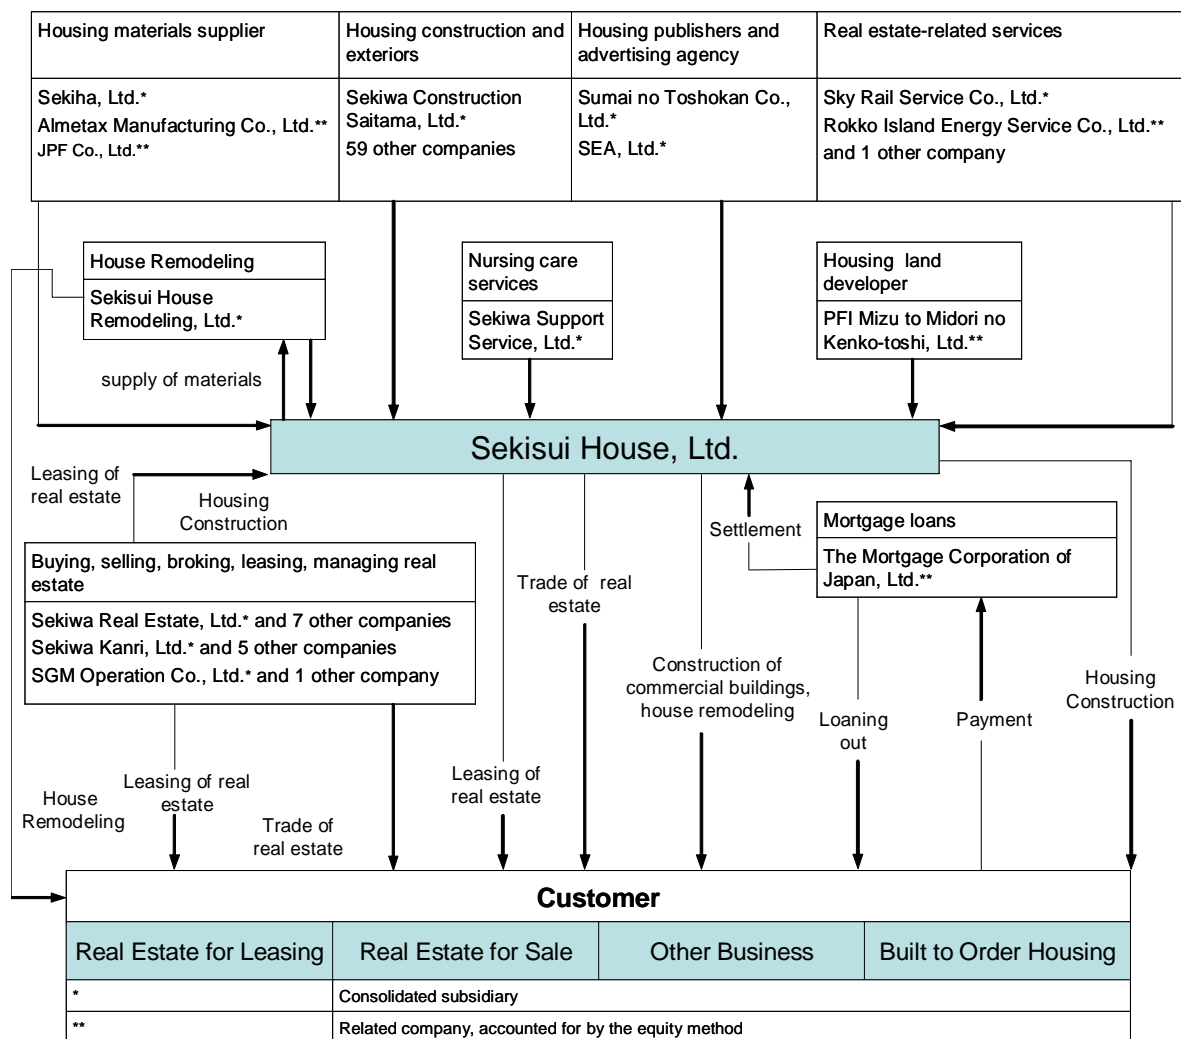 Housing materials supplier
Sekiha, Ltd.*
Almetax Manufacturing Co., Ltd.**
JPF Co., Ltd.**
Housing construction and
exteriors
Sekiwa Construction
Saitama, Ltd.*
59 other companies
Housing publishers and
advertising agency
Sumai no Toshokan Co.,
Ltd.*
SEA, Ltd.*
Real estate-related services
Sky Rail Service Co., Ltd.*
Rokko Island Energy Service Co., Ltd.**
and 1 other company
House Remodeling
Sekisui House
Remodeling, Ltd.*
Nursing care
services
Sekiwa Support
Service, Ltd.*
Housing land
developer
PFI Mizu to Midori no
Kenko-toshi, Ltd.**
supply of materials
Sekisui House, Ltd.
Leasing of
real estate
Housing
Construction
Settlement
Mortgage loans
The Mortgage Corporation of
Japan, Ltd.**
Buying, selling, broking, leasing, managing real
estate
Sekiwa Real Estate, Ltd.* and 7 other companies
Sekiwa Kanri, Ltd.* and 5 other companies
SGM Operation Co., Ltd.* and 1 other company
Trade of real
estate
Construction of
commercial buildings,
house remodeling
Loaning
out
Payment
Housing
Construction
House
Remodeling
Leasing of real
estate
Trade of
real estate
Leasing of
real estate
Customer
Real Estate for Leasing
Real Estate for Sale
Other Business
Built to Order Housing
*
Consolidated subsidiary
**
Related company, accounted for by the equity method